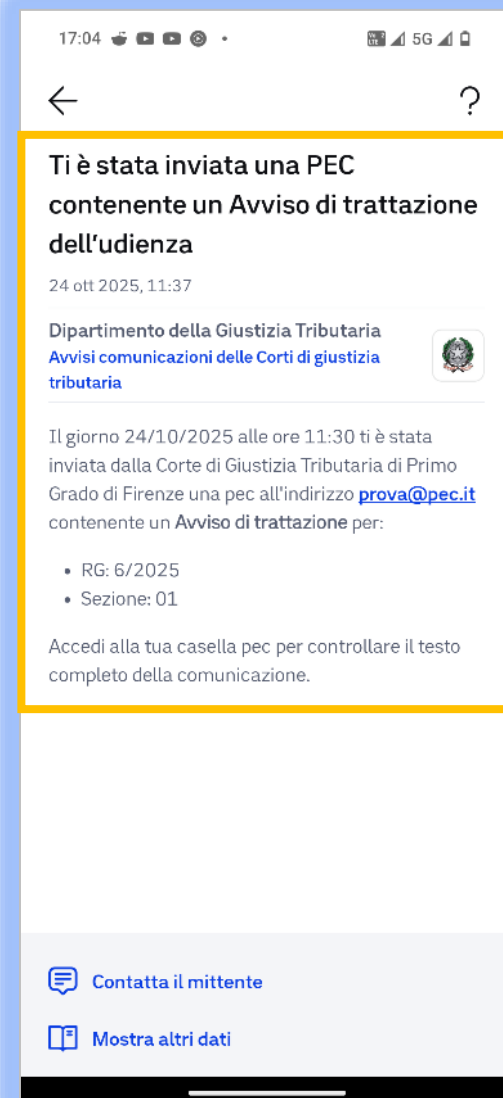 17:04
5G
?
Ti è stata inviata una PEC
contenente un Avviso di trattazione
dell'udienza
24 ott 2025, 11:37
Dipartimento della Giustizia Tributaria
Avvisi comunicazioni delle Corti di giustizia
tributaria
Il giorno 24/10/2025 alle ore 11:30 ti è stata
inviata dalla Corte di Giustizia Tributaria di Primo
Grado di Firenze una pec all'indirizzo prova@pec.it
contenente un Avviso di trattazione per:
• RG: 6/2025
• Sezione: 01
Accedi alla tua casella pec per controllare il testo
completo della comunicazione.
Contatta il mittente
Mostra altri dati